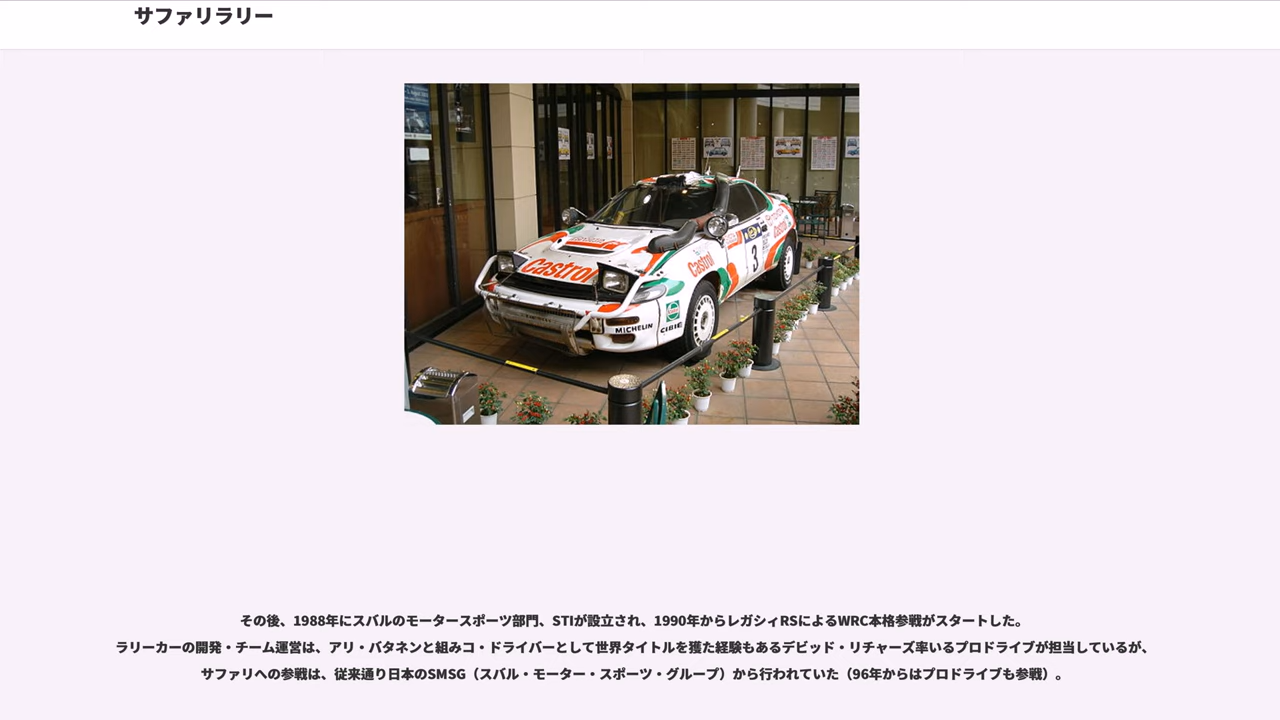 サファリラリー
Castrol
Castrol
3
Castrol
MICHELIN
CIBIÉ
その後、1988年にスバルのモータースポーツ部門、STIが設立され、1990年からレガシィRSによるWRC本格参戦がスタートした。
ラリーカーの開発・チーム運営は、アリ・バタネンと組みコ・ドライバーとして世界タイトルを獲た経験もあるデビッド・リチャーズ率いるプロドライブが担当しているが、
サファリへの参戦は、従来通り日本のSMSG（スバル・モーター・スポーツ・グループ）から行われていた（96年からはプロドライブも参戦）。